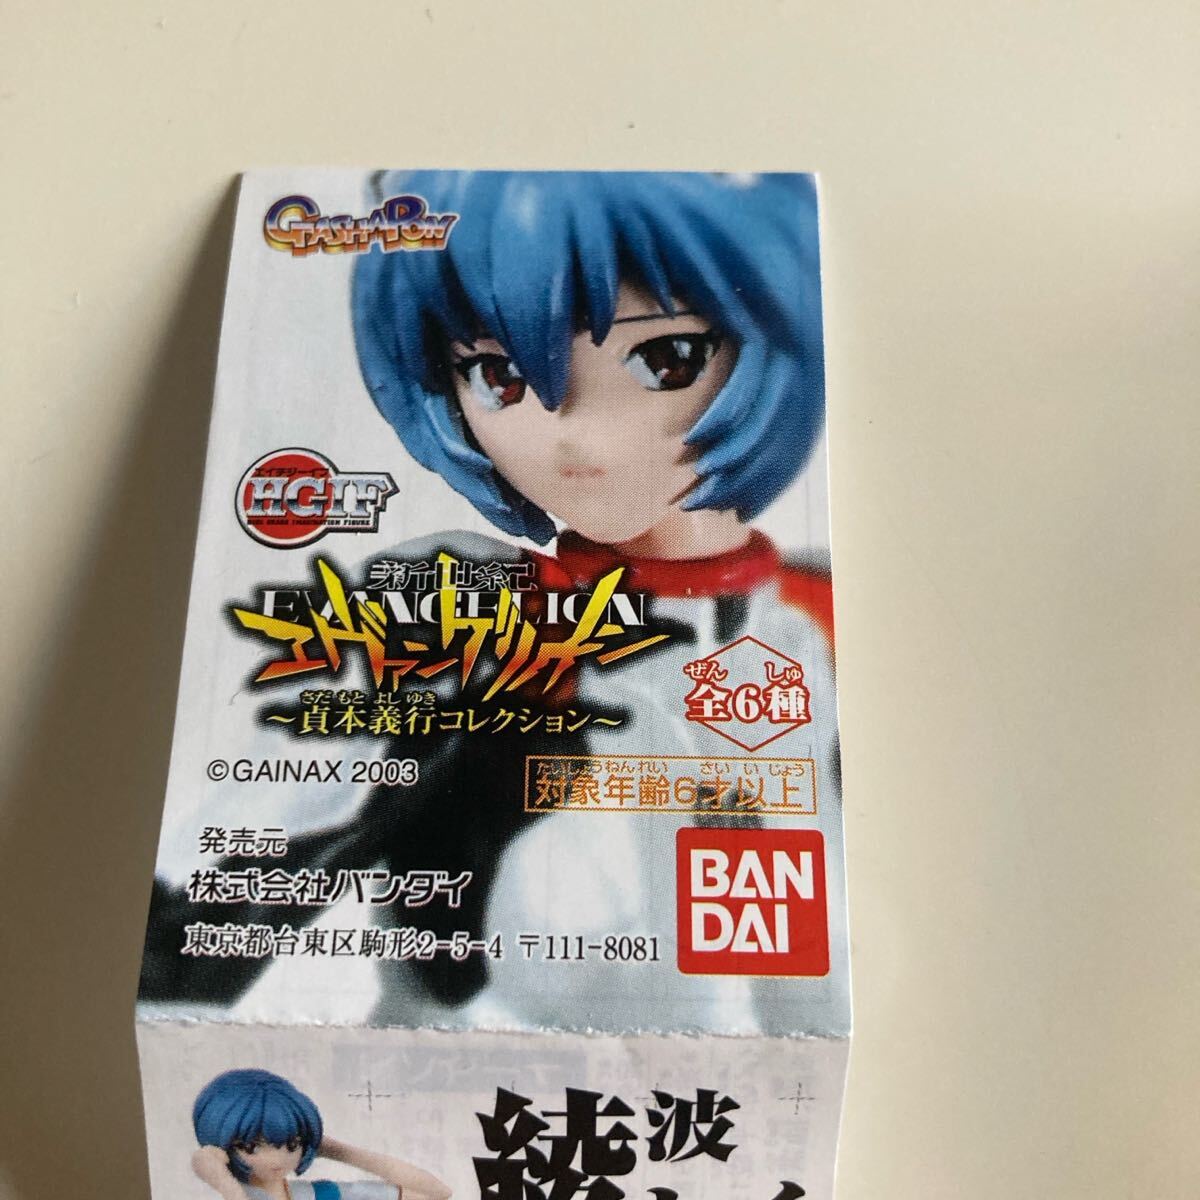 GASHAPON
エイチジーイフ
HGIF
HIGH GRADE IMAGINATION FIGURE
新世紀
EVANGELION
エヴァンゲリオン
さだ もと よし ゆき
～貞本義行コレクション～
ぜん しゅ
全6種
©GAINAX 2003
たいしょうねんれい さい いじょう
対象年齢6才以上
発売元
株式会社バンダイ
東京都台東区駒形2-5-4 〒111-8081
BAN
DAI
綾波